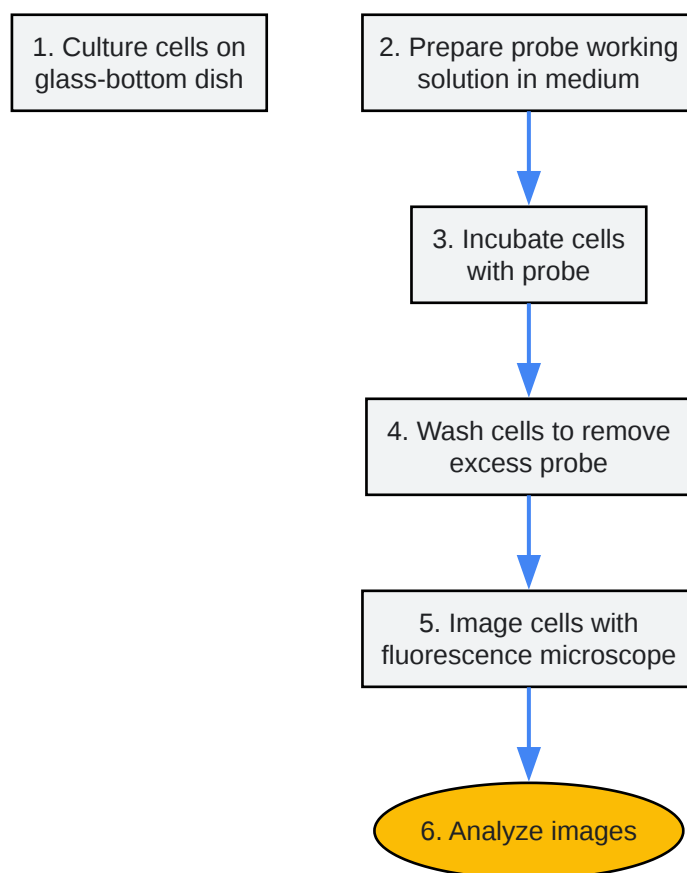 1. Culture cells on
glass-bottom dish
2. Prepare probe working
solution in medium
3. Incubate cells
with probe
4. Wash cells to remove
excess probe
5. Image cells with
fluorescence microscope
6. Analyze images